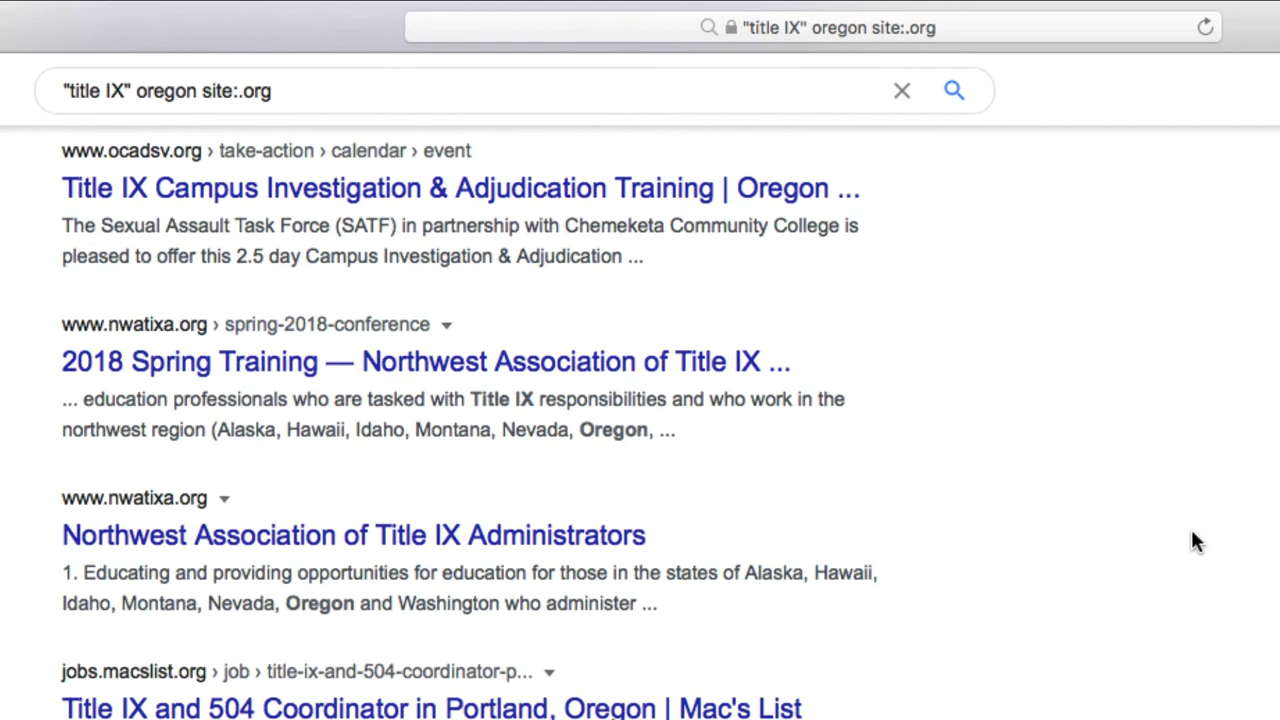 "title IX" oregon site:.org
"title IX" oregon site:.org
www.ocadsv.org › take-action › calendar › event
Title IX Campus Investigation & Adjudication Training | Oregon ...
The Sexual Assault Task Force (SATF) in partnership with Chemeketa Community College is
pleased to offer this 2.5 day Campus Investigation & Adjudication ...
www.nwatixa.org › spring-2018-conference
2018 Spring Training — Northwest Association of Title IX ...
... education professionals who are tasked with Title IX responsibilities and who work in the
northwest region (Alaska, Hawaii, Idaho, Montana, Nevada, Oregon, ...
www.nwatixa.org
Northwest Association of Title IX Administrators
1. Educating and providing opportunities for education for those in the states of Alaska, Hawaii,
Idaho, Montana, Nevada, Oregon and Washington who administer ...
jobs.macslist.org › job › title-ix-and-504-coordinator-p...
Title IX and 504 Coordinator in Portland, Oregon | Mac's List